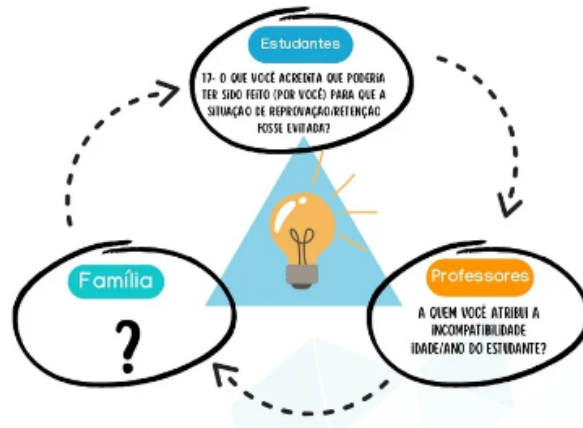 Estudantes
17- O QUE VOCÊ ACREDITA QUE PODERIA
TER SIDO FEITO (POR VOCÊ) PARA QUE A
SITUAÇÃO DE REPROVAÇÃO/RETENÇÃO
FOSSE EVITADA?
Família
?
Professores
A QUEM VOCÊ ATRIBUI A
INCOMPATIBILIDADE
IDADE/ANO DO ESTUDANTE?